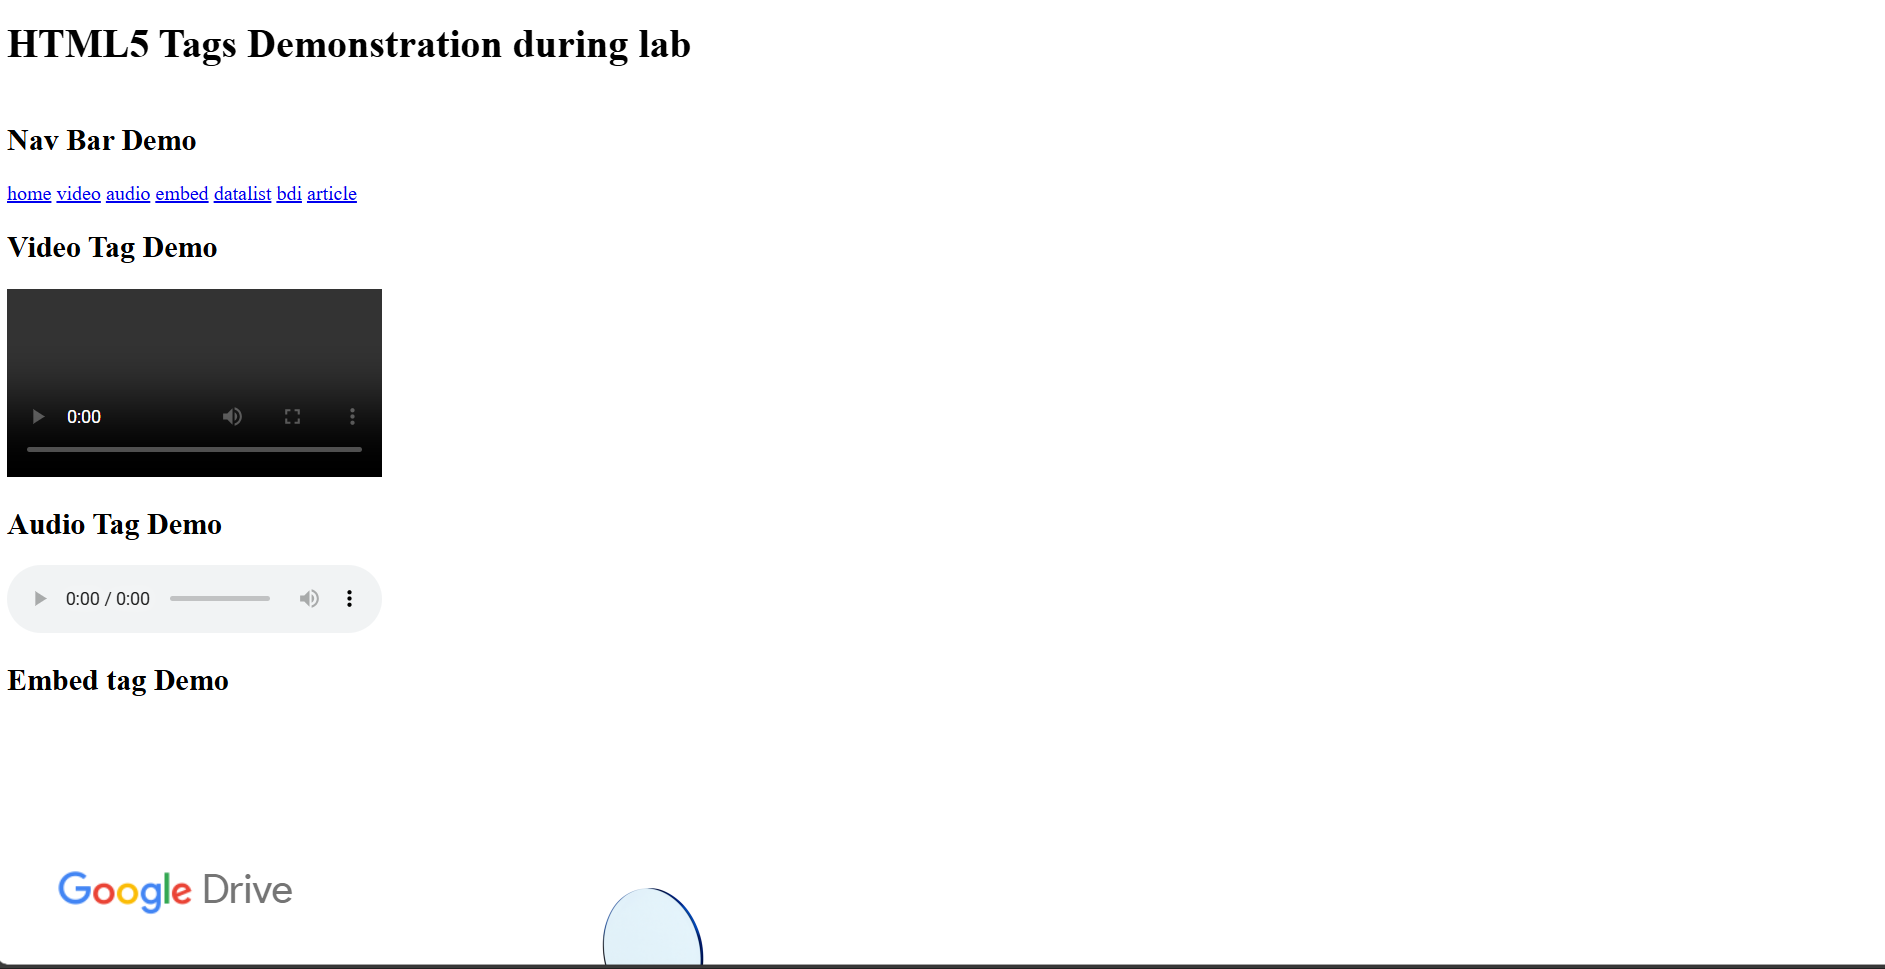 HTML5 Tags Demonstration during lab
Nav Bar Demo
home video audio embed datalist bdi article
Video Tag Demo
0:00
Audio Tag Demo
0:00 / 0:00
Embed tag Demo
Google Drive